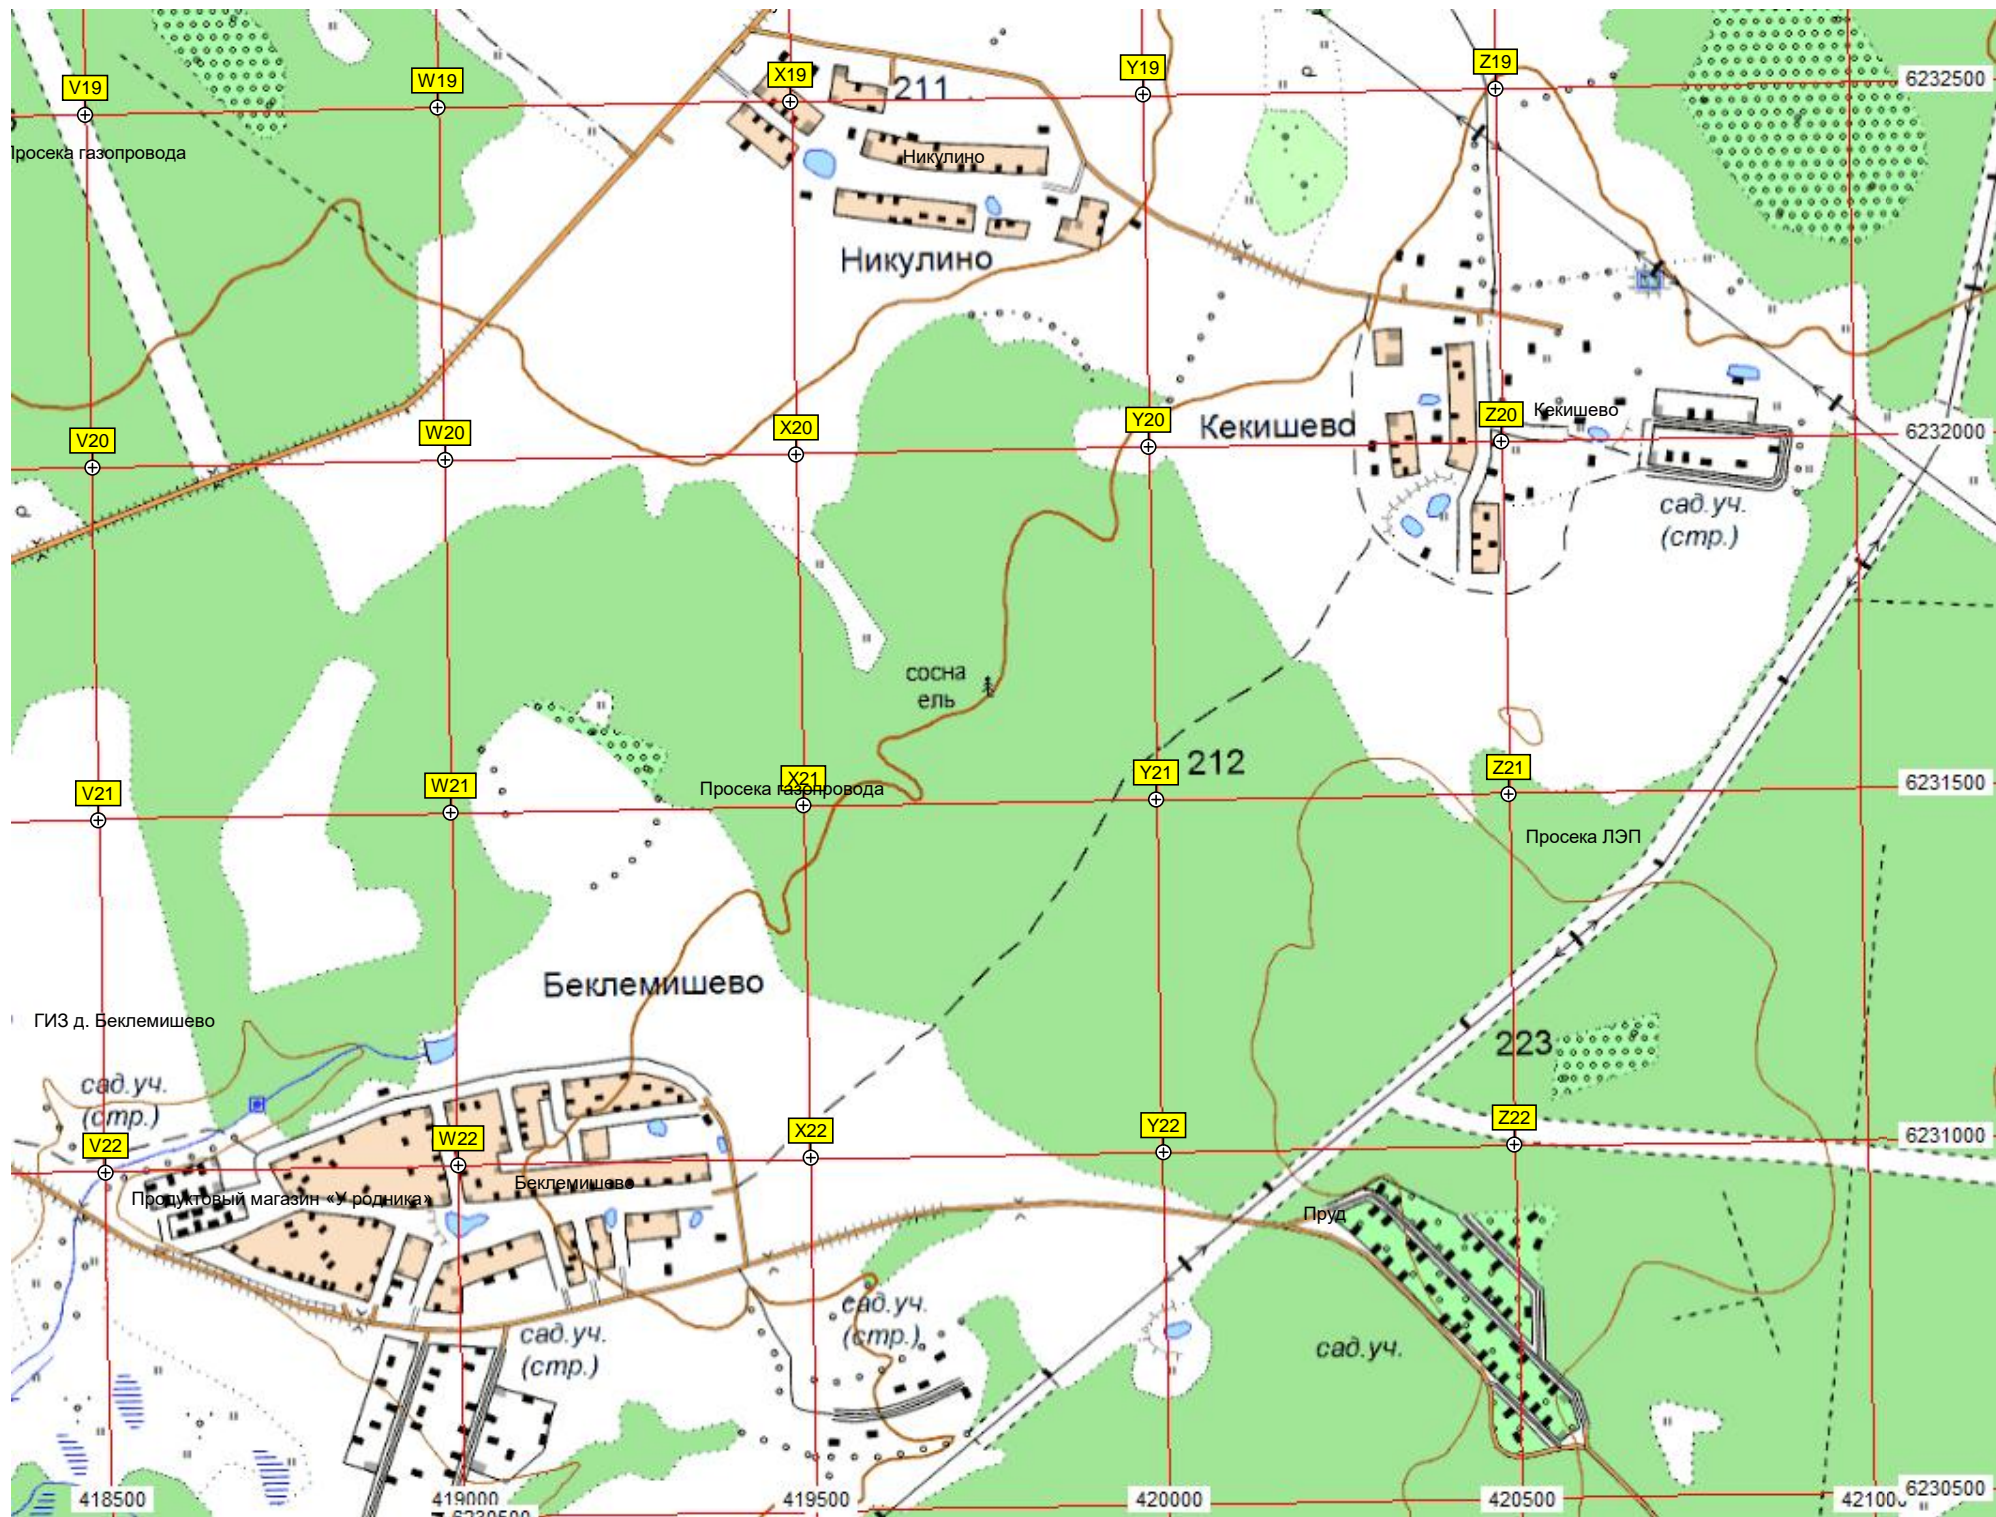 V19
W19
X19
Y19
Z19
211
6232500
Просека газопровода
Никулино
Никулино
V20
W20
X20
Y20
Кекишево
Z20
Кекишево
6232000
сад.уч.
(стр.)
сосна
ель
V21
W21
X21
Просека газопровода
Y21
212
Z21
6231500
Просека ЛЭП
Беклемишево
ГИЗ д. Беклемишево
223
сад.уч.
(стр.)
V22
W22
X22
Y22
Z22
6231000
Продуктовый магазин «У родника»
Беклемишево
Пруд
сад.уч.
(стр.)
сад.уч.
(стр.)
сад.уч.
418500
419000
419500
420000
420500
6230500